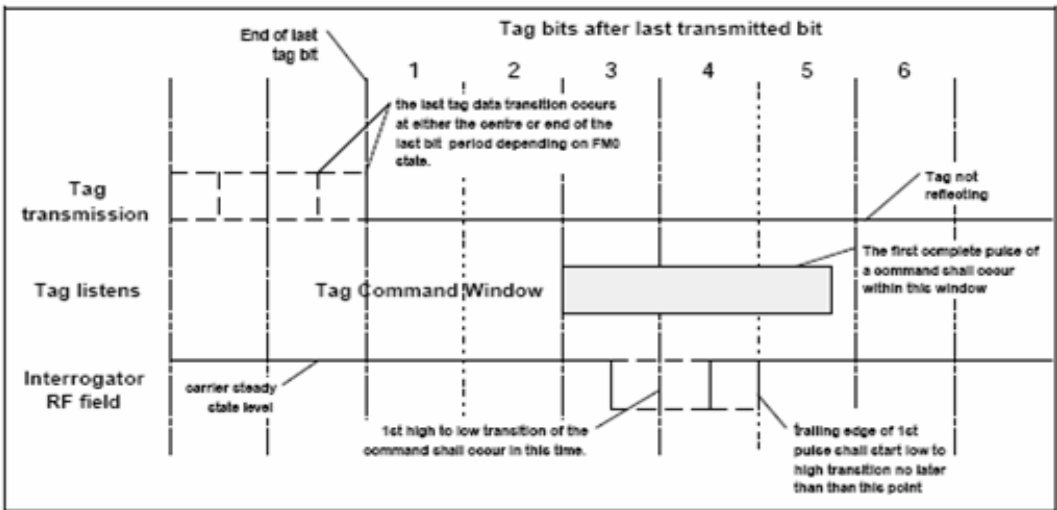 Tag bits after last transmitted bit
End of last
tag bit
1 2 3 4 5 6
the last tag data transition occurs
at either the centre or end of the
last bit period depending on FM0
state.
Tag
transmission
Tag not
reflecting
Tag listens
Tag Command Window
The first complete pulse of
a command shall occur
within this window
Interrogator
RF field
carrier steady
state level
1st high to low transition of the
command shall occur in this time.
trailing edge of 1st
pulse shall start low to
high transition no later
than than this point